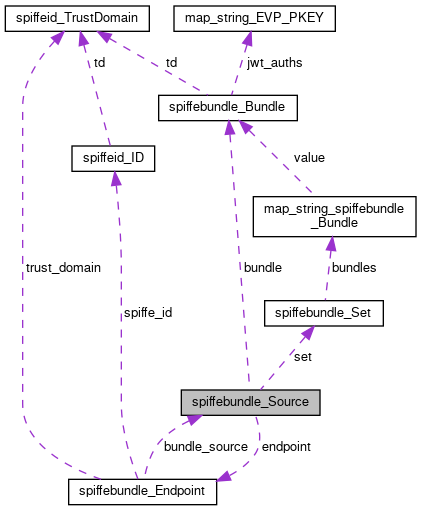 spiffeid_TrustDomain
map_string_EVP_PKEY
td
td
jwt_auths
spiffebundle_Bundle
spiffeid_ID
value
map_string_spiffebundle
_Bundle
trust_domain
bundle
bundles
spiffe_id
spiffebundle_Set
set
spiffebundle_Source
bundle_source
endpoint
spiffebundle_Endpoint